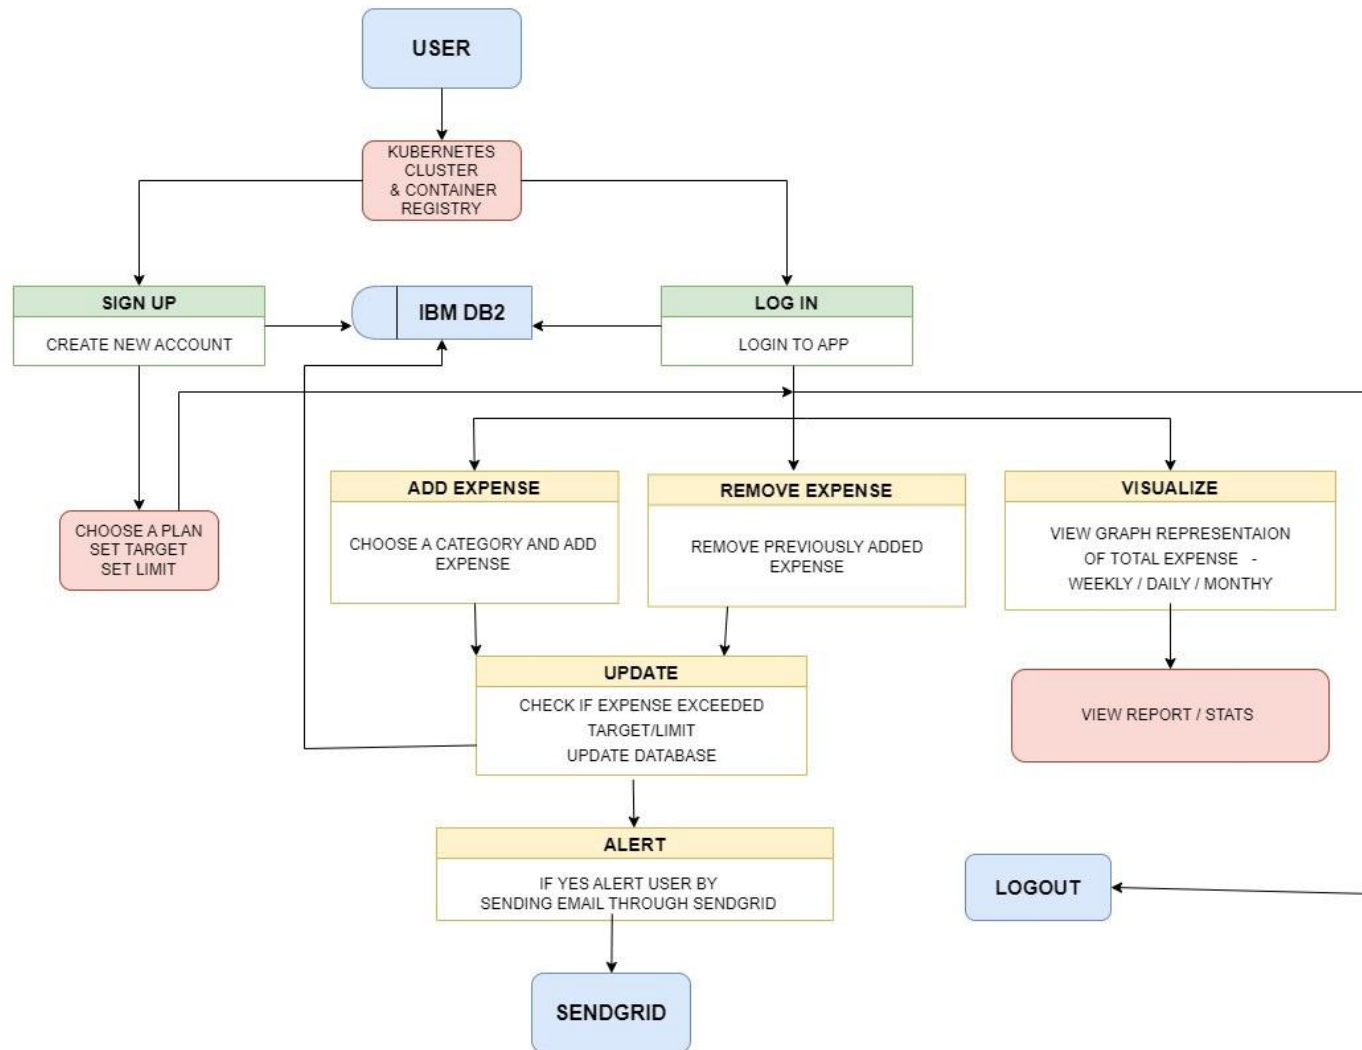 USER
KUBERNETES
CLUSTER
& CONTAINER
REGISTRY
SIGN UP
CREATE NEW ACCOUNT
IBM DB2
LOG IN
LOGIN TO APP
CHOOSE A PLAN
SET TARGET
SET LIMIT
ADD EXPENSE
CHOOSE A CATEGORY AND ADD
EXPENSE
REMOVE EXPENSE
REMOVE PREVIOUSLY ADDED
EXPENSE
VISUALIZE
VIEW GRAPH REPRESENTAION
OF TOTAL EXPENSE -
WEEKLY / DAILY / MONTHY
UPDATE
CHECK IF EXPENSE EXCEEDED
TARGET/LIMIT
UPDATE DATABASE
VIEW REPORT / STATS
ALERT
IF YES ALERT USER BY
SENDING EMAIL THROUGH SENDGRID
LOGOUT
SENDGRID